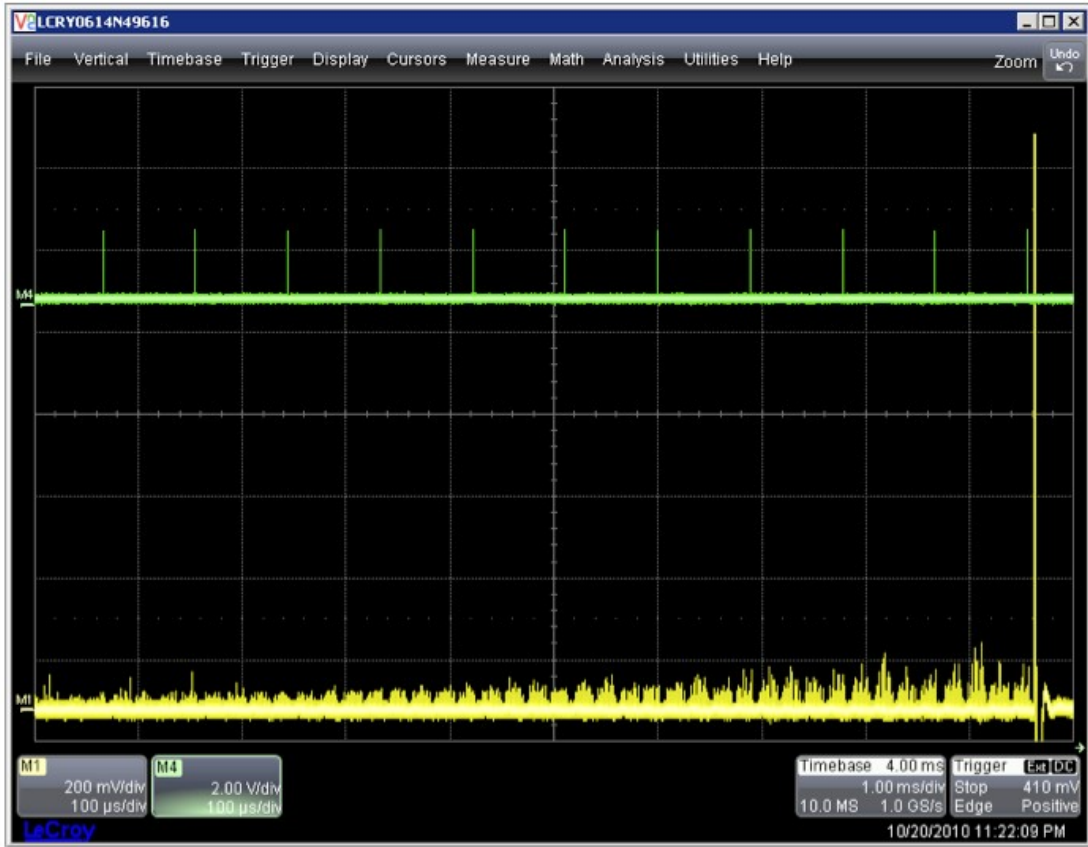 LCRY0614N49616
File Vertical Timebase Trigger Display Cursors Measure Math Analysis Utilities Help Zoom Undo
M4
M1
M1 M4 Timebase 4.00 ms Trigger Ext DC
200 mV/div 2.00 V/div 1.00 ms/div Stop 410 mV
100 µs/div 100 µs/div 10.0 MS 1.0 GS/s Edge Positive
LeCroy 10/20/2010 11:22:09 PM